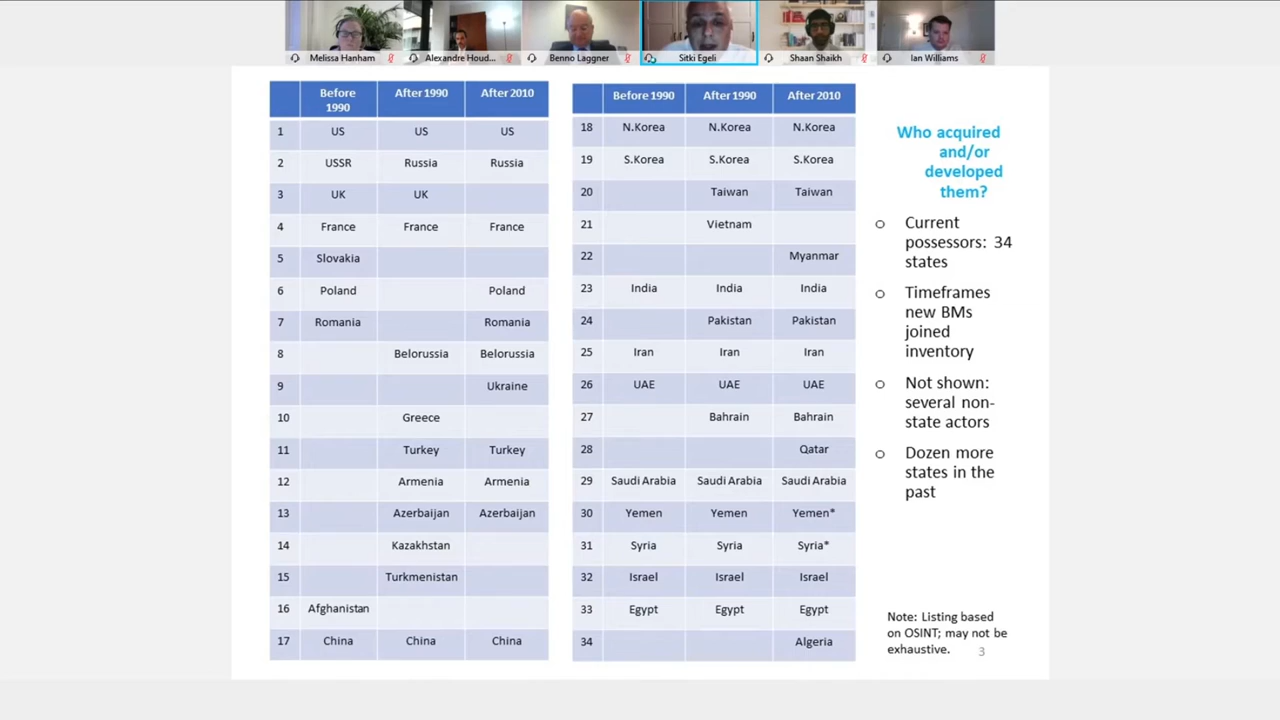 Melissa Hanham
Alexandre Houd...
Benno Laggner
Sitki Egeli
Shaan Shaikh
Ian Williams
Before 1990 After 1990 After 2010
1 US US US
2 USSR Russia Russia
3 UK UK
4 France France France
5 Slovakia
6 Poland Poland
7 Romania Romania
8 Belorussia Belorussia
9 Ukraine
10 Greece
11 Turkey Turkey
12 Armenia Armenia
13 Azerbaijan Azerbaijan
14 Kazakhstan
15 Turkmenistan
16 Afghanistan
17 China China China
Before 1990 After 1990 After 2010
18 N.Korea N.Korea N.Korea
19 S.Korea S.Korea S.Korea
20 Taiwan Taiwan
21 Vietnam
22 Myanmar
23 India India India
24 Pakistan Pakistan
25 Iran Iran Iran
26 UAE UAE UAE
27 Bahrain Bahrain
28 Qatar
29 Saudi Arabia Saudi Arabia Saudi Arabia
30 Yemen Yemen Yemen*
31 Syria Syria Syria*
32 Israel Israel Israel
33 Egypt Egypt Egypt
34 Algeria
Who acquired
and/or
developed
them?
o Current
possessors: 34
states
o Timeframes
new BMs
joined
inventory
o Not shown:
several non-
state actors
o Dozen more
states in the
past
Note: Listing based
on OSINT; may not be
exhaustive.
3